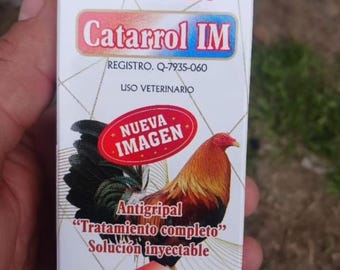 Catarrol IM
REGISTRO. Q-7935-060
USO VETERINARIO
NUEVA
IMAGEN
Antigripal
"Tratamiento completo"
Solución inyectable